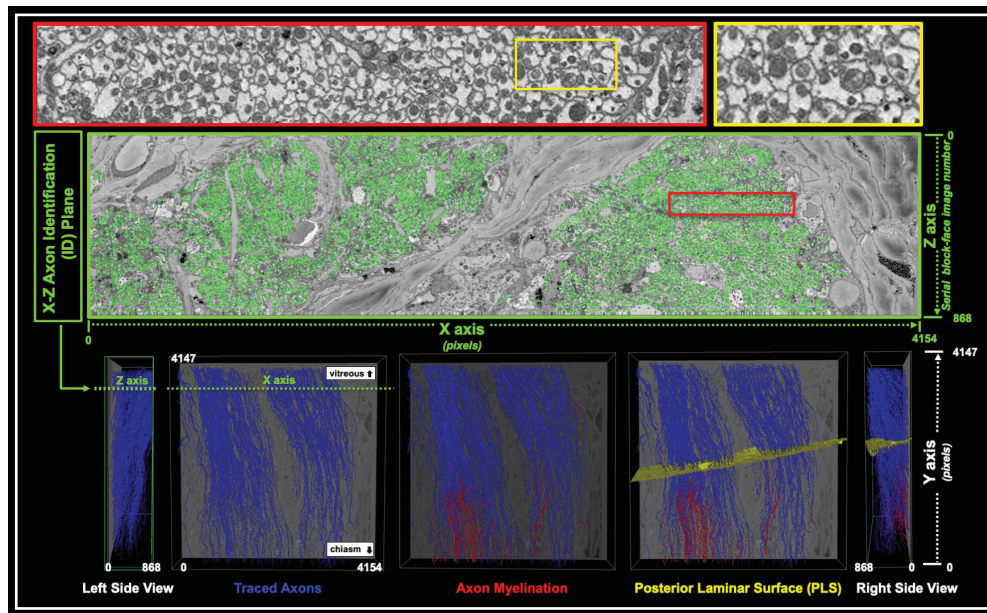 X-Z Axon Identification
(ID) Plane
0
Z axis
Serial block-face image number
868
0
X axis
(pixels)
4154
4147
4147
Z axis
X axis
vitreous ⬆
chiasm ⬇
Y axis
(pixels)
0
868
0
4154
868
0
0
Left Side View
Traced Axons
Axon Myelination
Posterior Laminar Surface (PLS)
Right Side View